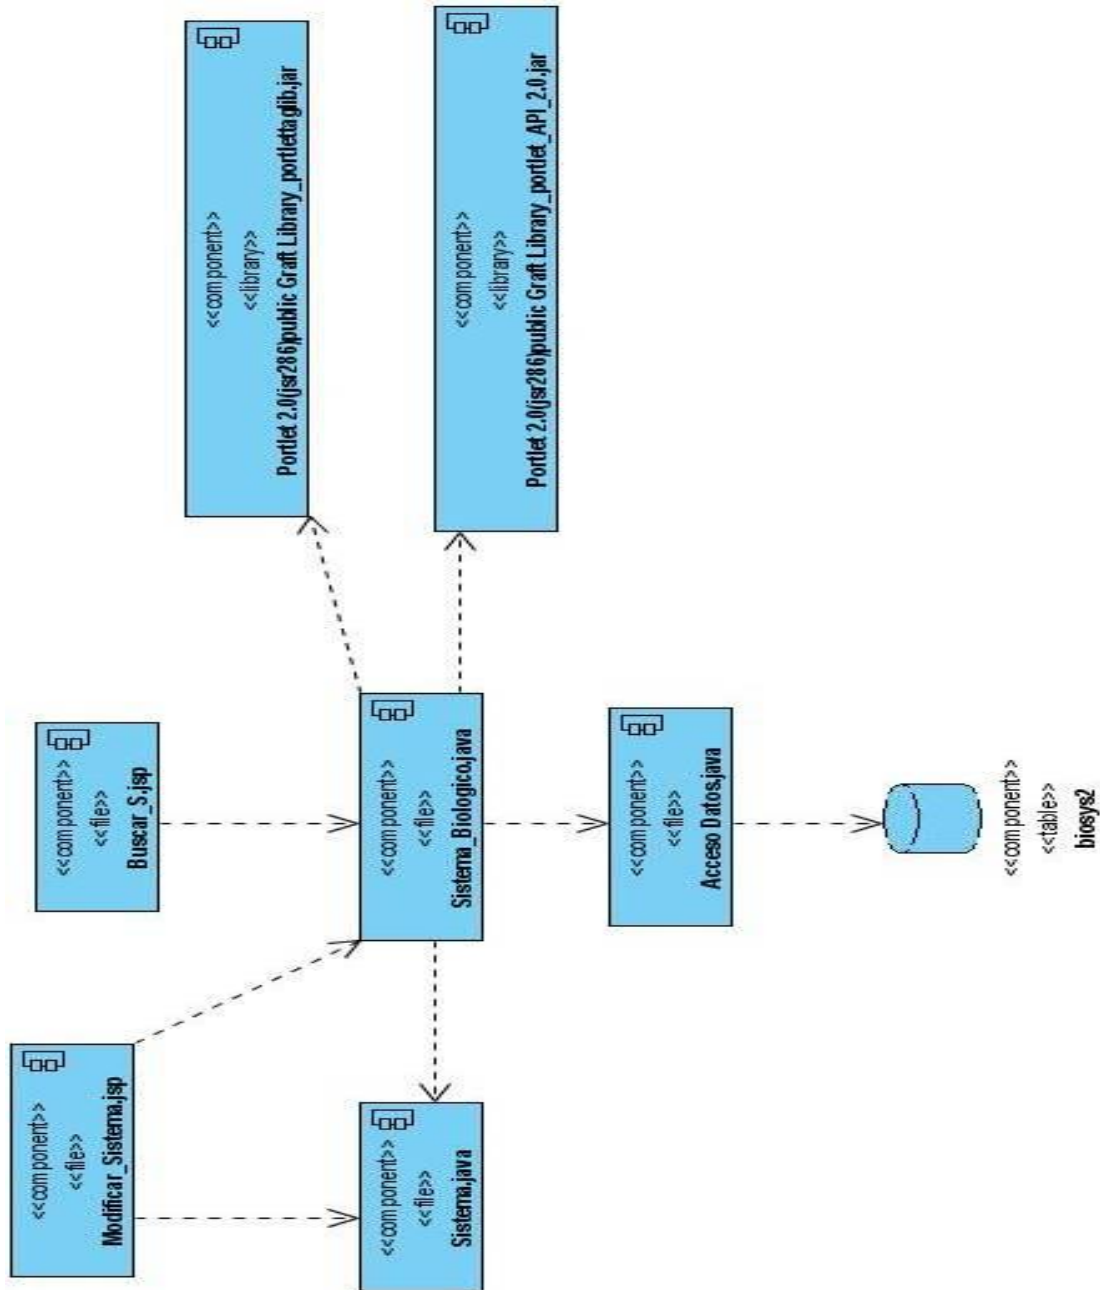 <<component>>
<<file>>
Modificar_Sistema.jsp
<<component>>
<<file>>
Buscar_S.jsp
<<component>>
<<library>>
Portlet 2.0(jsr286)public Graft Library_portlettaglib.jar
<<component>>
<<file>>
Sistema.java
<<component>>
<<file>>
Sistema_Biologico.java
<<component>>
<<library>>
Portlet 2.0(jsr286)public Graft Library_portlet_API_2.0.jar
<<component>>
<<file>>
Acceso Datos.java
<<component>>
<<table>>
biosys2